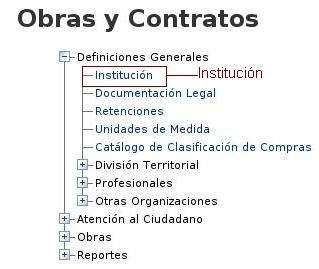 Obras y Contratos
Definiciones Generales
Institución Institución
Documentación Legal
Retenciones
Unidades de Medida
Catálogo de Clasificación de Compras
División Territorial
Profesionales
Otras Organizaciones
Atención al Ciudadano
Obras
Reportes